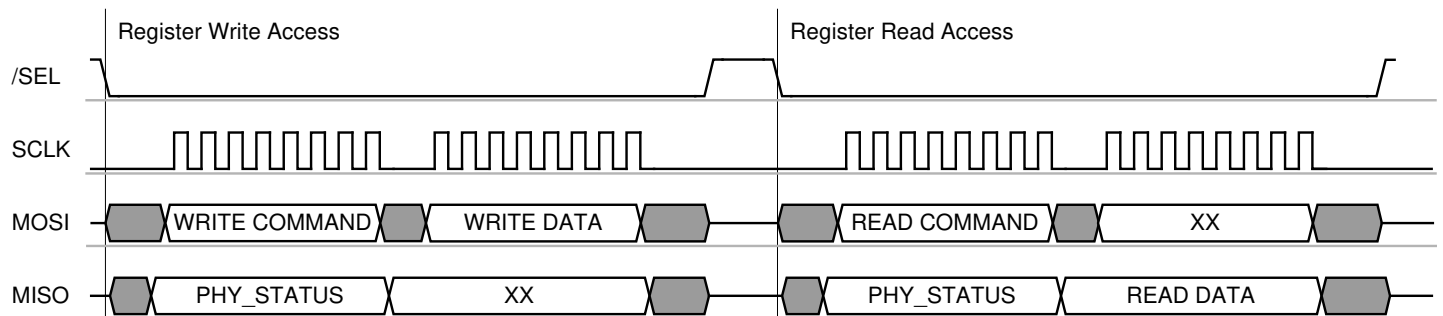 Register Write Access Register Read Access
/SEL
SCLK
MOSI WRITE COMMAND WRITE DATA READ COMMAND XX
MISO PHY_STATUS XX PHY_STATUS READ DATA